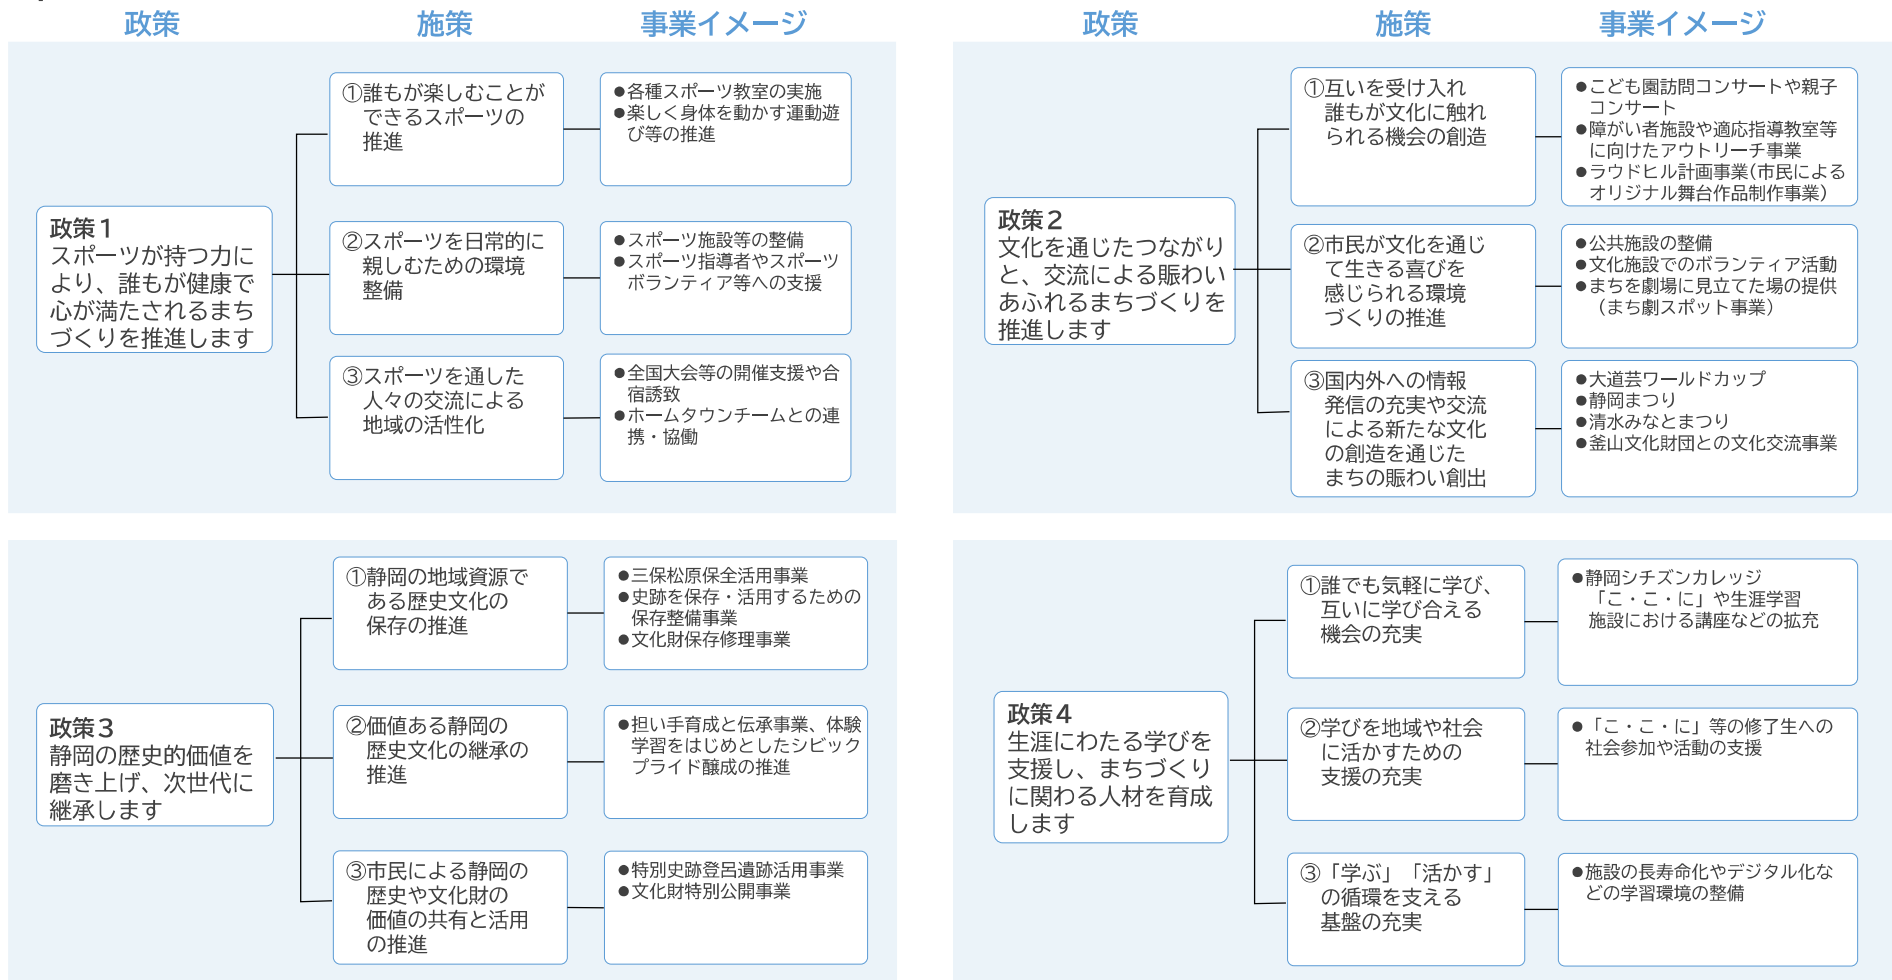 政策 施策 事業イメージ
政策１
スポーツが持つ力に
より、誰もが健康で
心が満たされるまち
づくりを推進します
①誰もが楽しむことが
できるスポーツの
推進
●各種スポーツ教室の実施
●楽しく身体を動かす運動遊
び等の推進
②スポーツを日常的に
親しむための環境
整備
●スポーツ施設等の整備
●スポーツ指導者やスポーツ
ボランティア等への支援
③スポーツを通した
人々の交流による
地域の活性化
●全国大会等の開催支援や合
宿誘致
●ホームタウンチームとの連
携・協働
政策 施策 事業イメージ
政策２
文化を通じたつながり
と、交流による賑わい
あふれるまちづくりを
推進します
①互いを受け入れ
誰もが文化に触れ
られる機会の創造
●こども園訪問コンサートや親子
コンサート
●障がい者施設や適応指導教室等
に向けたアウトリーチ事業
●ラウドヒル計画事業（市民による
オリジナル舞台作品制作事業）
②市民が文化を通じ
て生きる喜びを
感じられる環境
づくりの推進
●公共施設の整備
●文化施設でのボランティア活動
●まちを劇場に見立てた場の提供
（まち劇スポット事業）
③国内外への情報
発信の充実や交流
による新たな文化
の創造を通じた
まちの賑わい創出
●大道芸ワールドカップ
●静岡まつり
●清水みなとまつり
●釜山文化財団との文化交流事業
政策３
静岡の歴史的価値を
磨き上げ、次世代に
継承します
①静岡の地域資源で
ある歴史文化の
保存の推進
●三保松原保全活用事業
●史跡を保存・活用するための
保存整備事業
●文化財保存修理事業
②価値ある静岡の
歴史文化の継承の
推進
●担い手育成と伝承事業、体験
学習をはじめとしたシビック
プライド醸成の推進
③市民による静岡の
歴史や文化財の
価値の共有と活用
の推進
●特別史跡登呂遺跡活用事業
●文化財特別公開事業
政策４
生涯にわたる学びを
支援し、まちづくり
に関わる人材を育成
します
①誰でも気軽に学び、
互いに学び合える
機会の充実
●静岡シチズンカレッジ
「こ・こ・に」や生涯学習
施設における講座などの拡充
②学びを地域や社会
に活かすための
支援の充実
●「こ・こ・に」等の修了生への
社会参加や活動の支援
③「学ぶ」「活かす」
の循環を支える
基盤の充実
●施設の長寿命化やデジタル化な
どの学習環境の整備